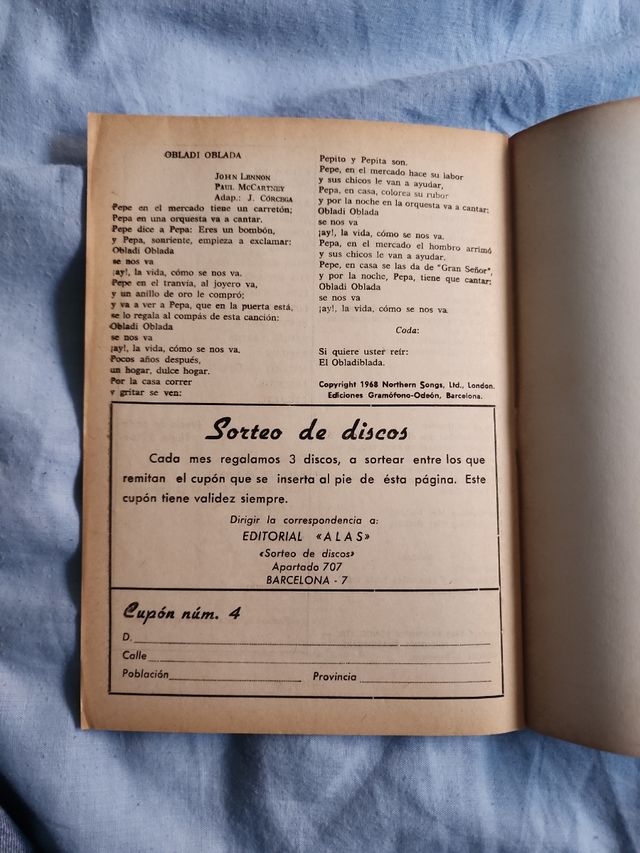 OBLADI OBLADA
JOHN LENNON
PAUL MCCARTNEY
Adap.: J. CÓRCEGA
Pepe en el mercado tiene un carretón;
Pepa en una orquesta va a cantar.
Pepe dice a Pepa: Eres un bombón,
y Pepa, sonriente, empieza a exclamar:
Obladi Oblada
se nos va
¡ay!, la vida, cómo se nos va.
Pepe en el tranvía, al joyero va,
y un anillo de oro le compró;
y va a ver a Pepa, que en la puerta está,
se lo regala al compás de esta canción:
Obladi Oblada
se nos va
¡ay!, la vida, cómo se nos va.
Pocos años después,
un hogar, dulce hogar.
Por la casa correr
y gritar se ven:
Pepito y Pepita son.
Pepe, en el mercado hace su labor
y sus chicos le van a ayudar,
Pepa, en casa, colorea su rubor
y por la noche en la orquesta va a cantar:
Obladi Oblada
se nos va
¡ay!, la vida, cómo se nos va.
Pepa, en el mercado el hombro arrimó
y sus chicos le van a ayudar.
Pepe, en casa se las da de "Gran Señor",
y por la noche, Pepa, tiene que cantar:
Obladi Oblada
se nos va
¡ay!, la vida, cómo se nos va.
Coda:
Si quiere uster reír:
El Obladiblada.
Copyright 1968 Northern Songs, Ltd., London.
Ediciones Gramófono-Odeón, Barcelona.
Sorteo de discos
Cada mes regalamos 3 discos, a sortear entre los que
remitan el cupón que se inserta al pie de ésta página. Este
cupón tiene validez siempre.
Dirigir la correspondencia a:
EDITORIAL «ALAS»
«Sorteo de discos»
Apartado 707
BARCELONA - 7
Cupón núm. 4
D.
Calle
Población Provincia